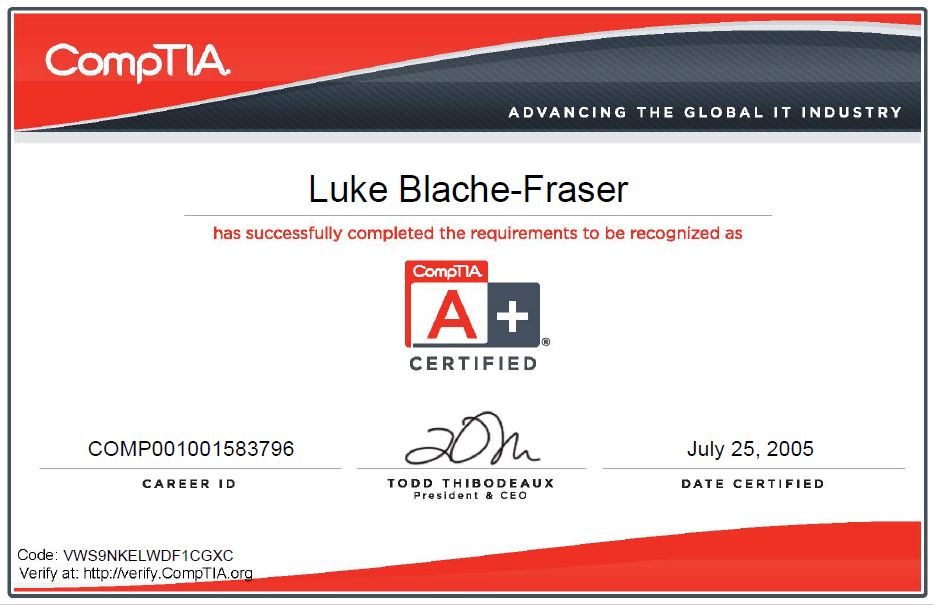 CompTIA.
ADVANCING THE GLOBAL IT INDUSTRY
Luke Blache-Fraser
has successfully completed the requirements to be recognized as
CompTIA.
A+
®
CERTIFIED
COMP001001583796
July 25, 2005
CAREER ID
TODD THIBODEAUX
President & CEO
DATE CERTIFIED
Code: VWS9NKELWDF1CGXC
Verify at: http://verify.CompTIA.org